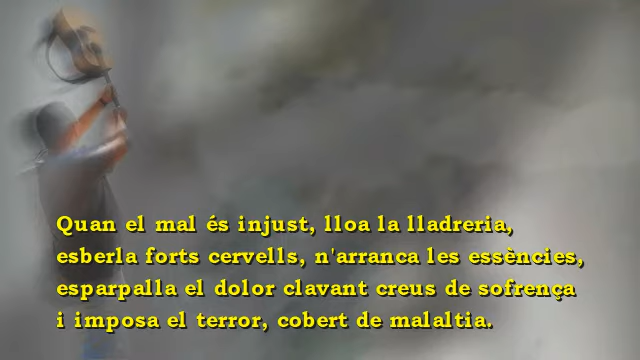 Quan el mal és injust, lloa la lladreria,
esberla forts cervells, n'arranca les essències,
esparpalla el dolor clavant creus de sofrença
i imposa el terror, cobert de malaltia.